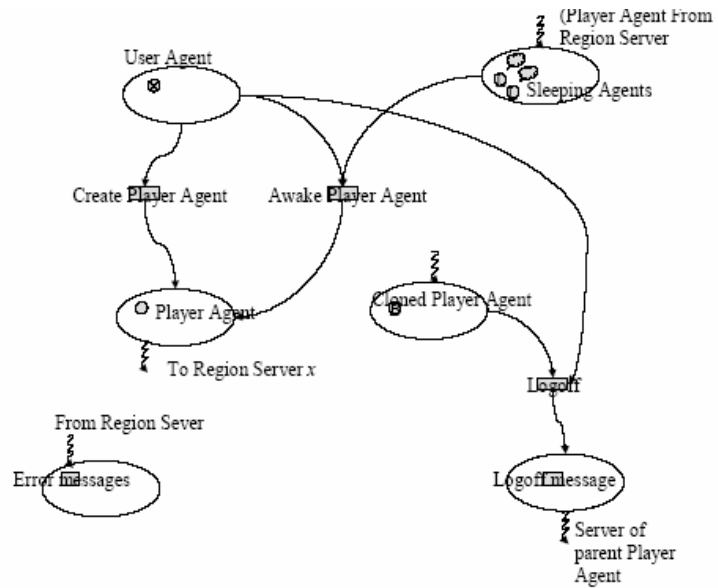 (Player Agent From
Region Server
User Agent
Sleeping Agents
Create Player Agent
Awake Player Agent
Cloned Player Agent
Player Agent
To Region Server x
Logoff
From Region Sever
Error messages
Logoff message
Server of
parent Player
Agent